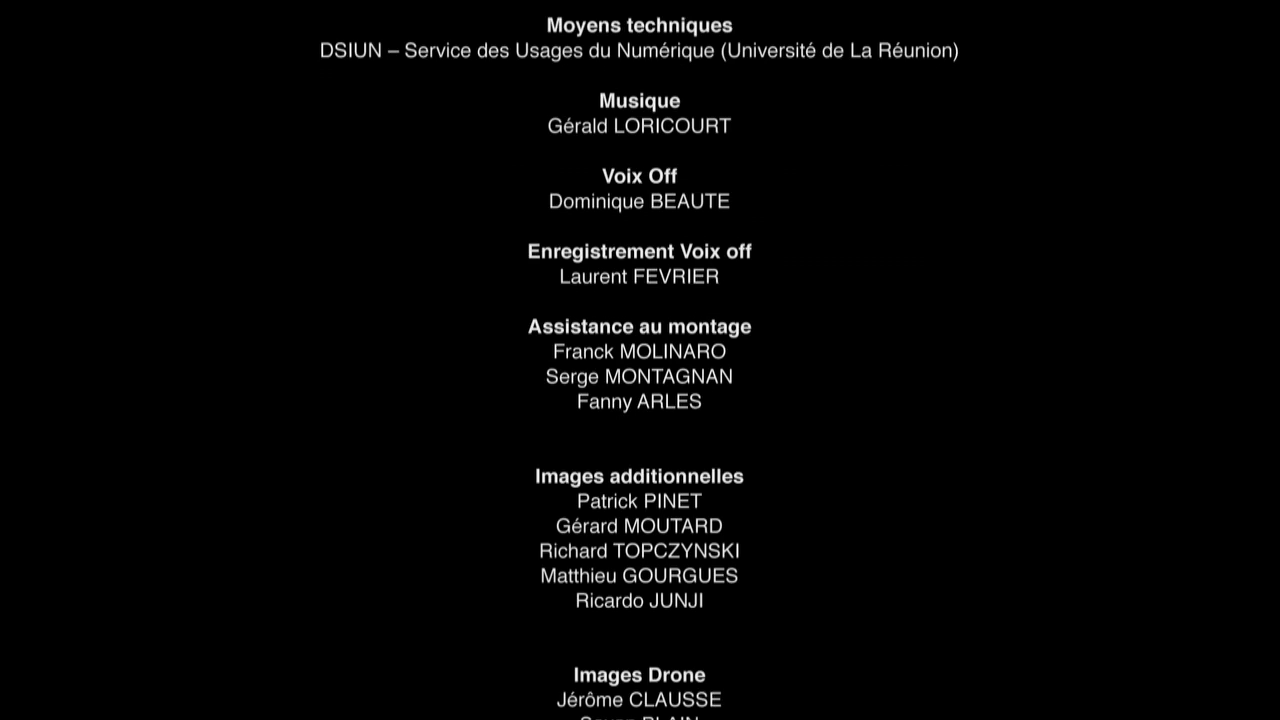 Moyens techniques
DSIUN – Service des Usages du Numérique (Université de La Réunion)
Musique
Gérald LORICOURT
Voix Off
Dominique BEAUTE
Enregistrement Voix off
Laurent FEVRIER
Assistance au montage
Franck MOLINARO
Serge MONTAGNAN
Fanny ARLES
Images additionnelles
Patrick PINET
Gérard MOUTARD
Richard TOPCZYNSKI
Matthieu GOURGUES
Ricardo JUNJI
Images Drone
Jérôme CLAUSSE